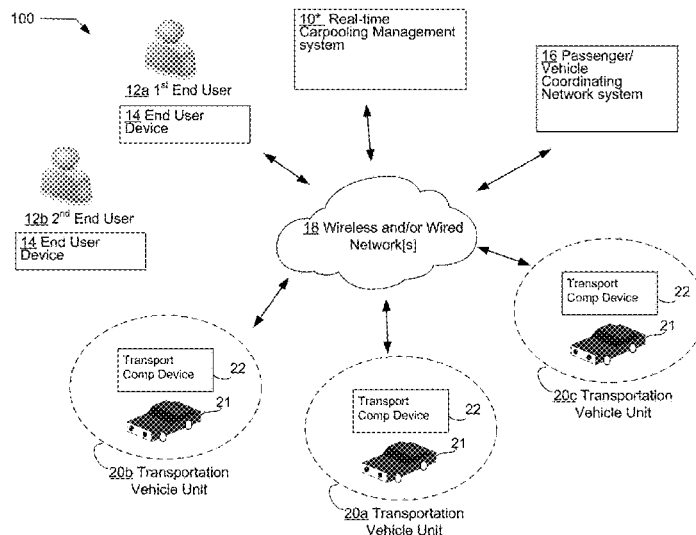 100
12a 1st End User
14 End User
Device
10* Real-time
Carpooling Management
system
16 Passenger/
Vehicle
Coordinating
Network system
12b 2nd End User
14 End User
Device
18 Wireless and/or Wired
Network[s]
Transport
Comp Device
22
21
20b Transportation
Vehicle Unit
Transport
Comp Device
22
21
20a Transportation
Vehicle Unit
Transport
Comp Device
22
21
20c Transportation
Vehicle Unit